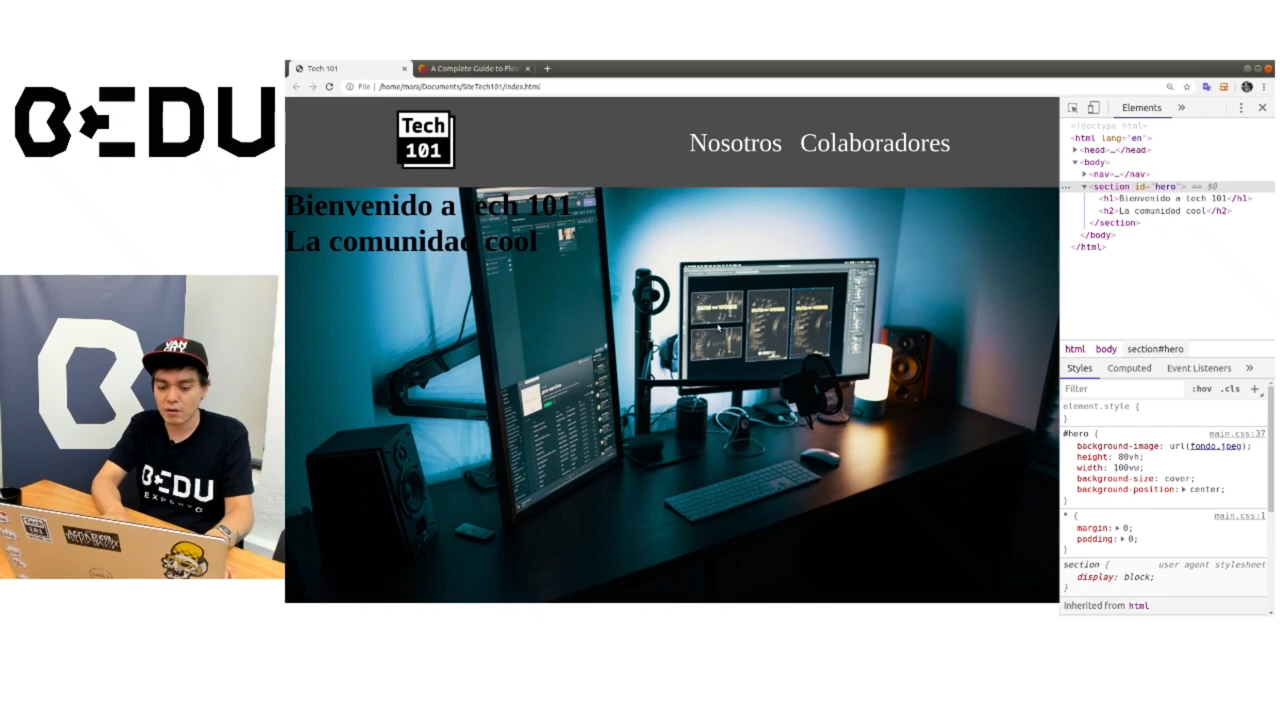 BEDU
Tech 101
A Complete Guide to Fle
File | /home/mora/Documents/SiteTech101/index.html
Tech
101
Nosotros Colaboradores
Bienvenido a tech 101
La comunidad cool
Elements
<!doctype html>
<html lang="en">
<head>…</head>
<body>
<nav>…</nav>
<section id="hero"> == $0
<h1>Bienvenido a tech 101</h1>
<h2>La comunidad cool</h2>
</section>
</body>
</html>
html body section#hero
Styles Computed Event Listeners
Filter :hov .cls +
element.style {
}
#hero { main.css:37
background-image: url(fondo.jpeg);
height: 80vh;
width: 100vw;
background-size: cover;
background-position: center;
}
* { main.css:1
margin: 0;
padding: 0;
}
section { user agent stylesheet
display: block;
}
Inherited from html
VAN
BEDU
EXPERTO
Tech
101